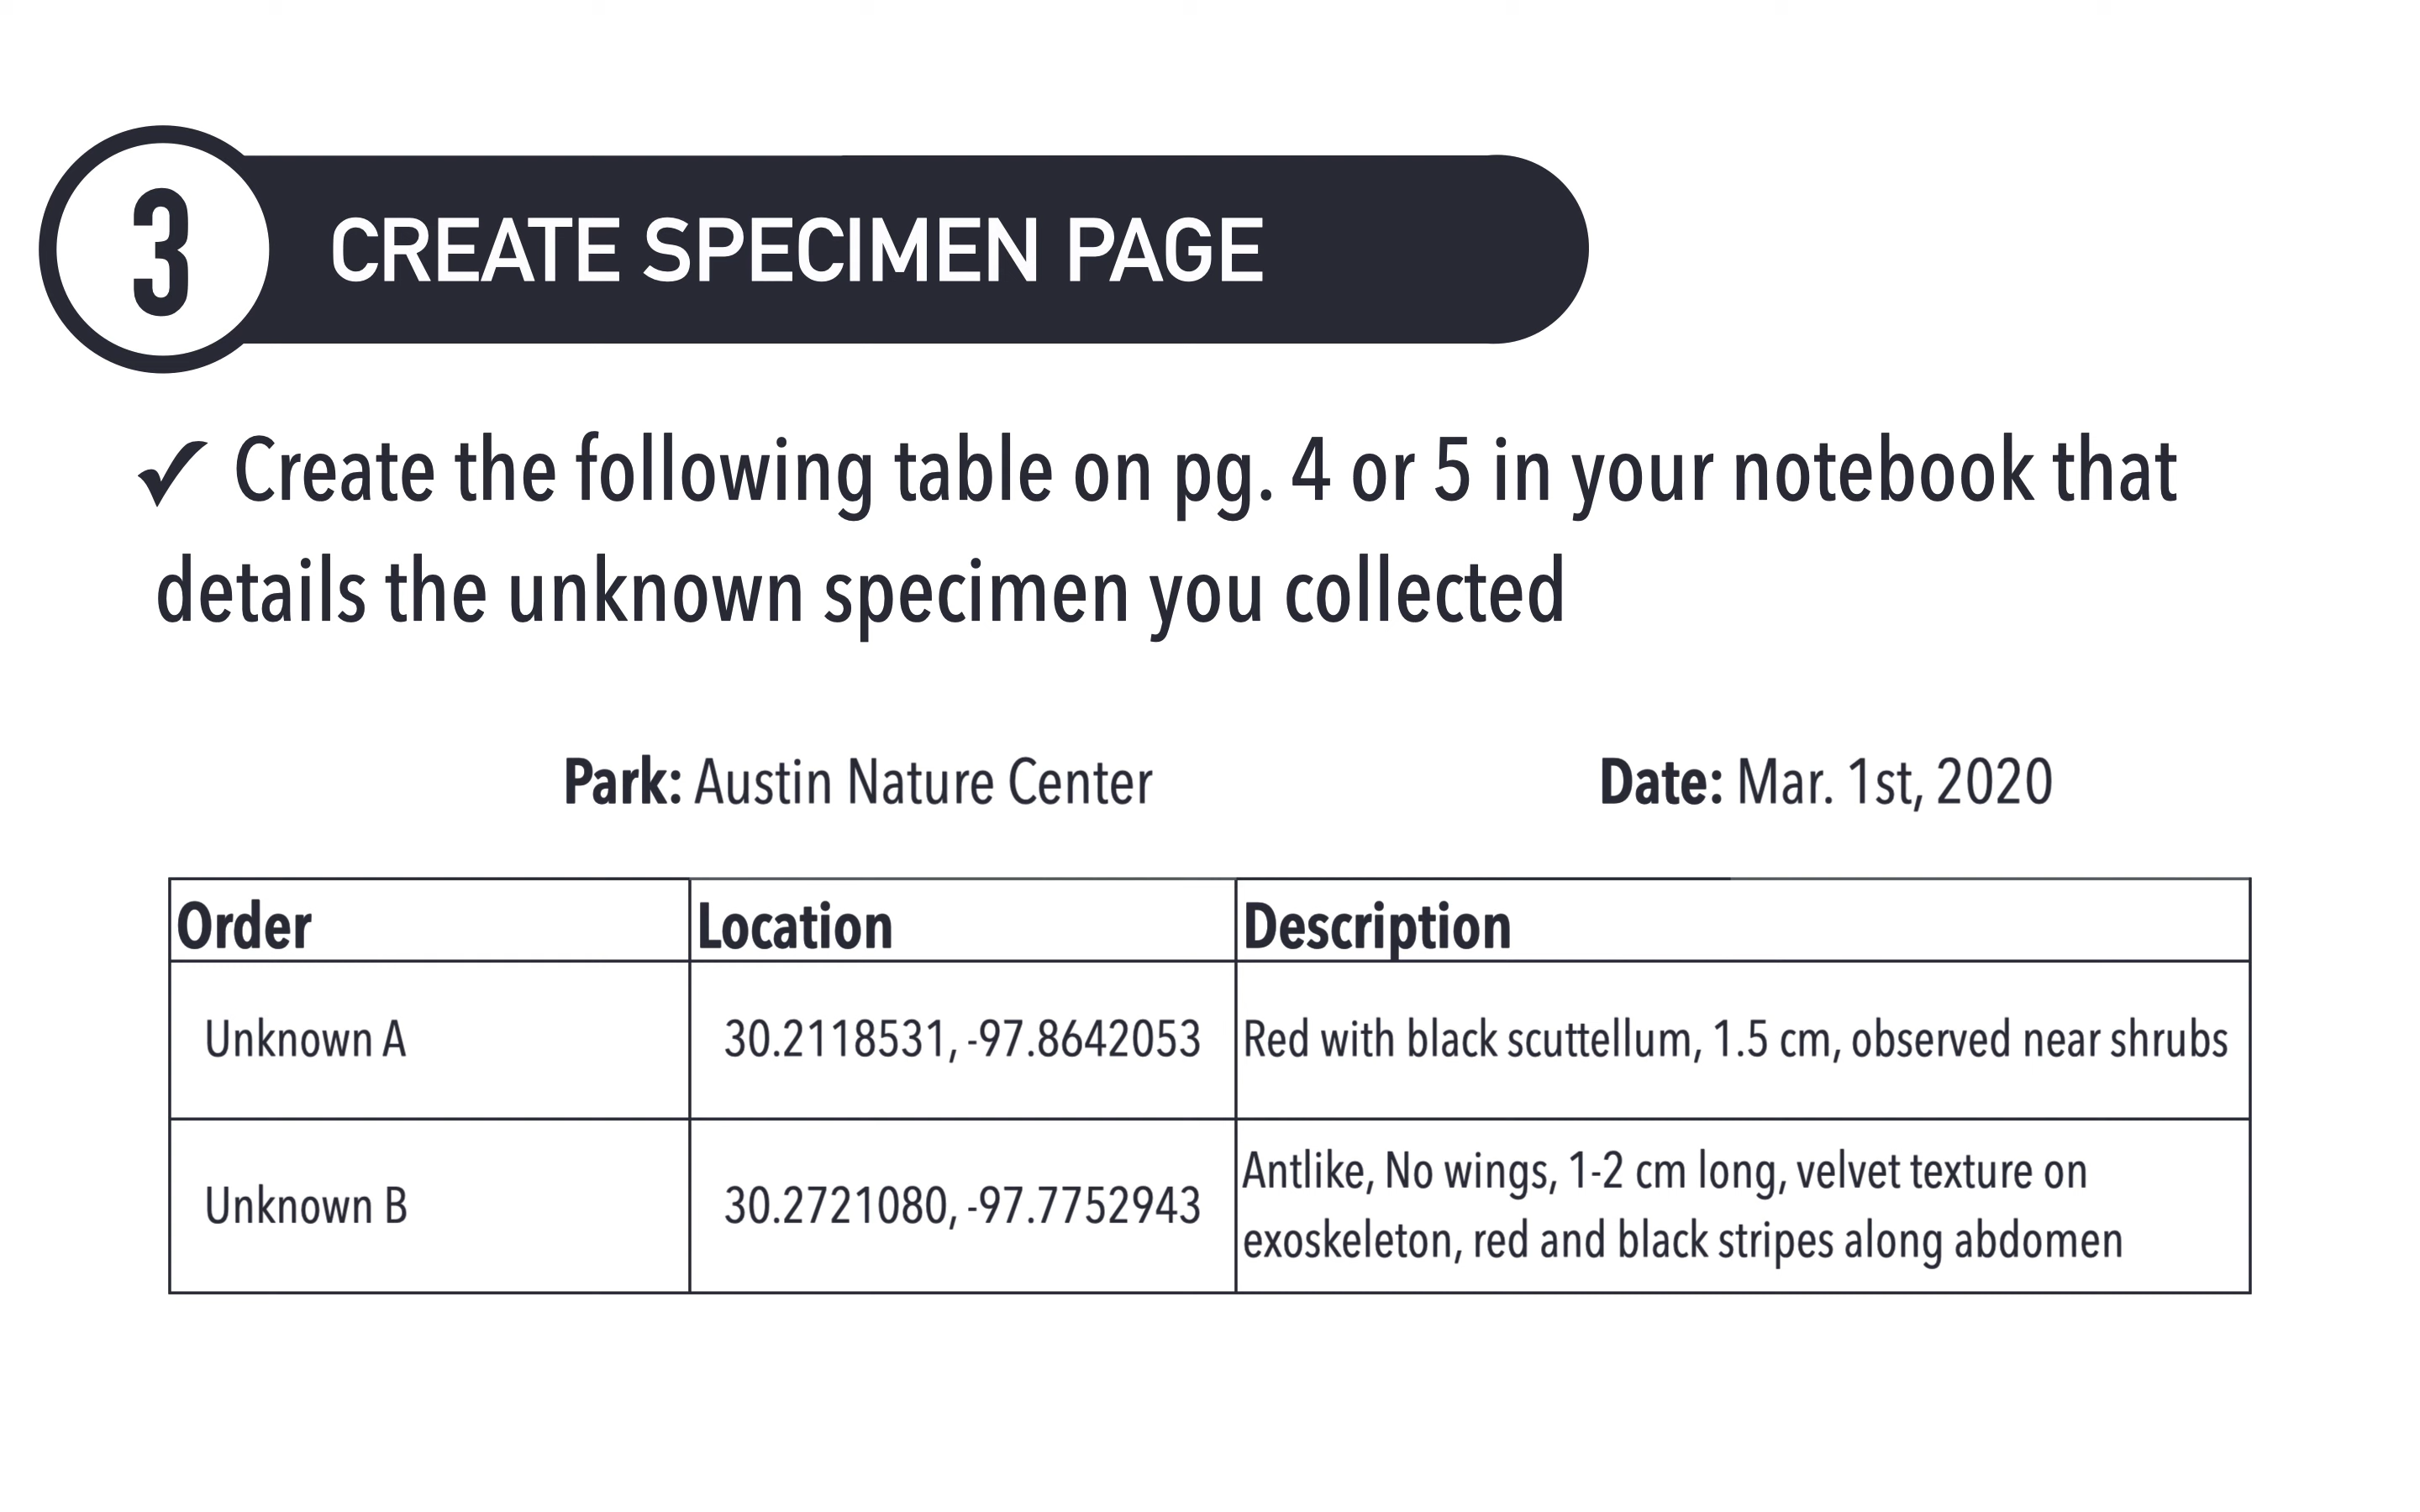 3
CREATE SPECIMEN PAGE
✓ Create the following table on pg. 4 or 5 in your notebook that
details the unknown specimen you collected
Park: Austin Nature Center Date: Mar. 1st, 2020
Order Location Description
Unknown A 30.2118531, -97.8642053 Red with black scuttellum, 1.5 cm, observed near shrubs
Unknown B 30.2721080, -97.7752943 Antlike, No wings, 1-2 cm long, velvet texture on
exoskeleton, red and black stripes along abdomen